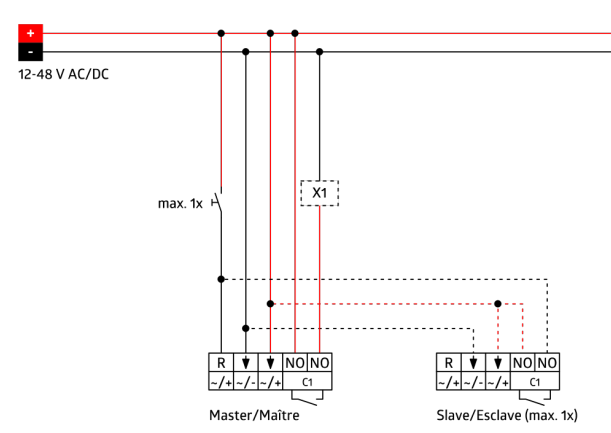 +
-
12-48 V AC/DC
max. 1x
X1
R NO NO
~/+ ~/- ~/+ C1
Master/Maître
R NO NO
~/+ ~/- ~/+ C1
Slave/Esclave (max. 1x)